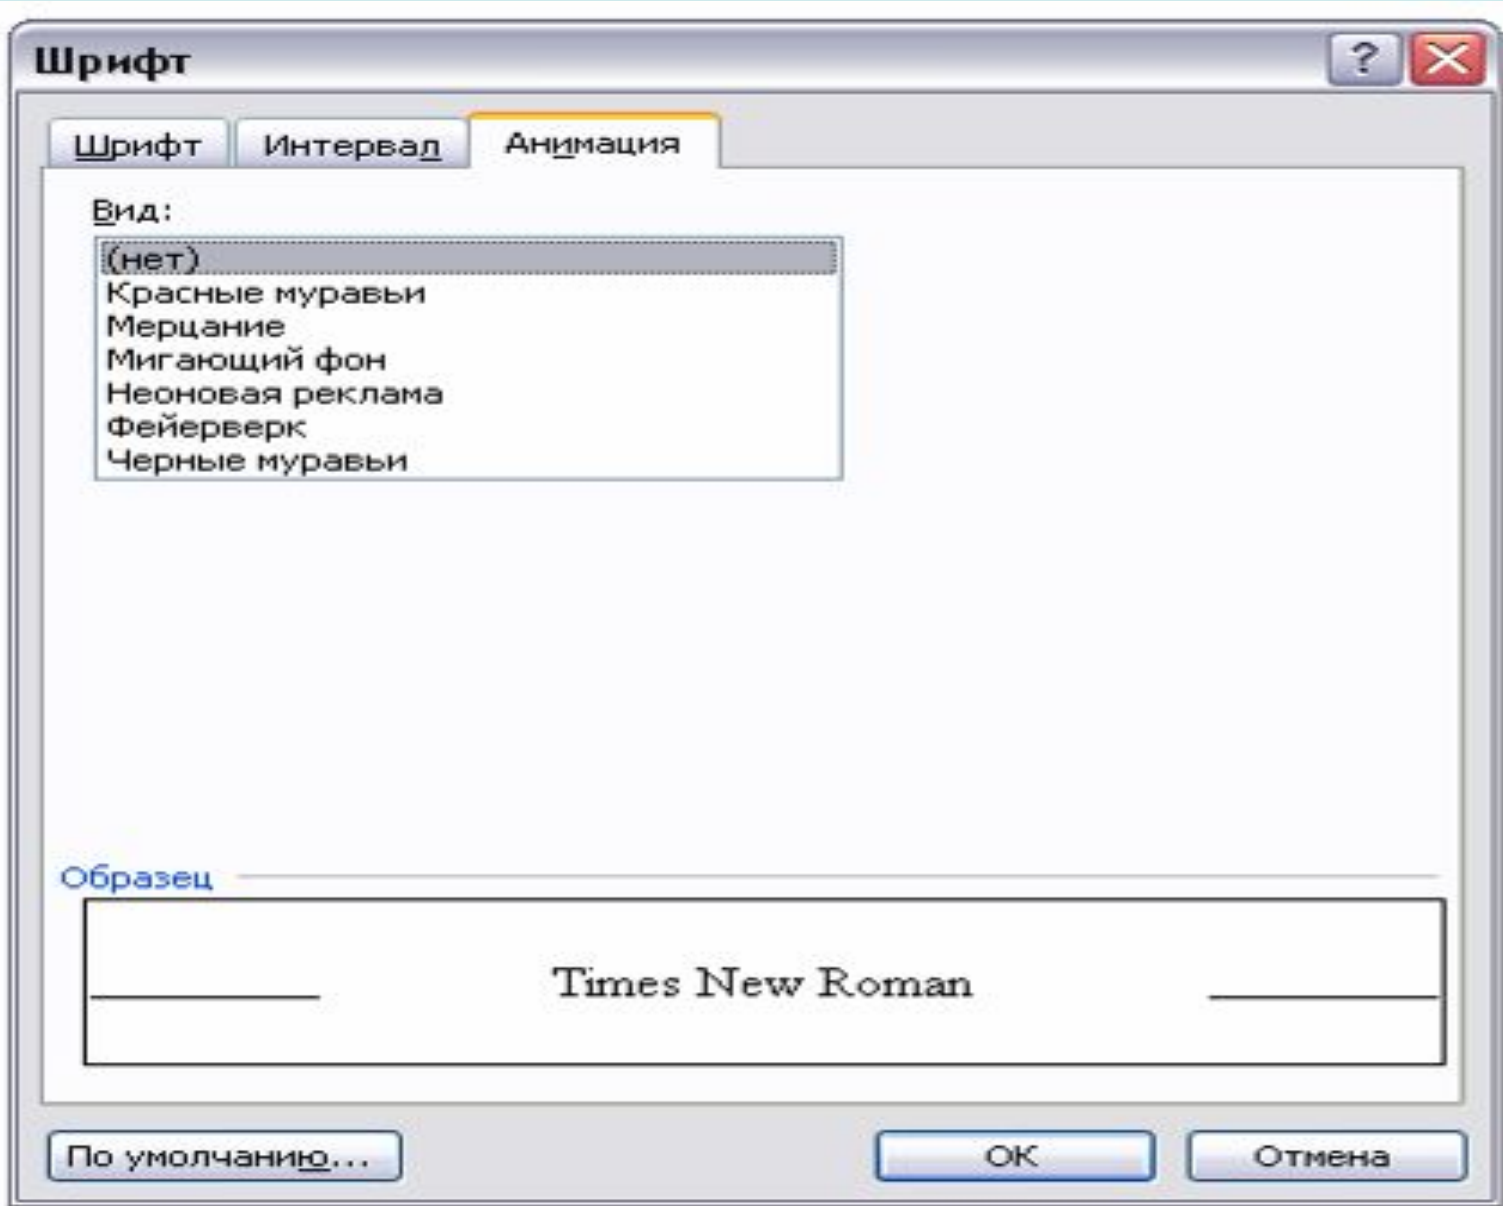 Шрифт
?
Шрифт Интервал Анимация
Вид:
(нет)
Красные муравьи
Мерцание
Мигающий фон
Неоновая реклама
Фейерверк
Черные муравьи
Образец
Times New Roman
По умолчанию... ОК Отмена